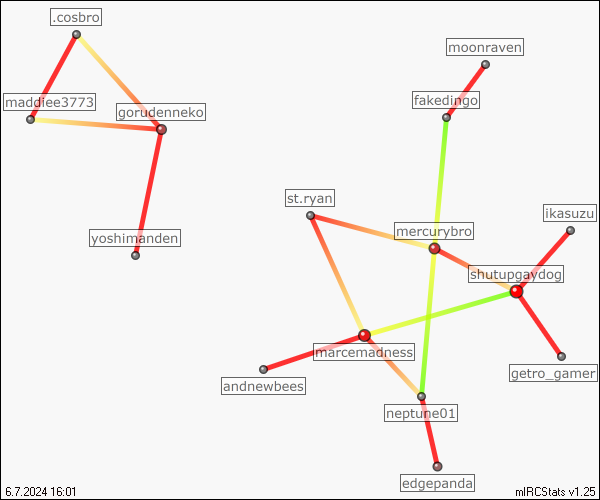 .cosbro
moonraven
maddiee3773
fakedingo
gorudenneko
st.ryan
ikasuzu
mercurybro
yoshimanden
shutupgaydog
marcemadness
getro_gamer
andnewbees
neptune01
edgepanda
6.7.2024 16:01
mIRCStats v1.25